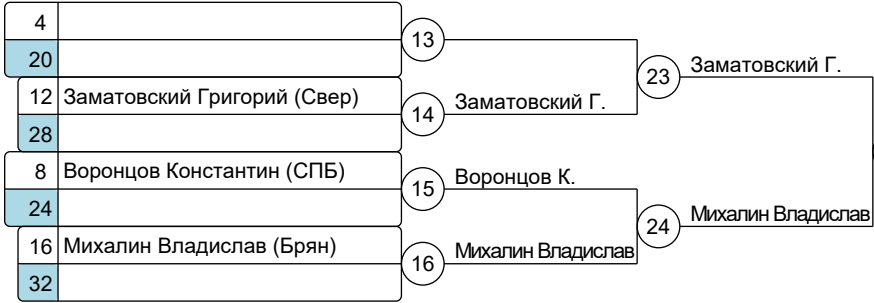 4
20
13
12 Заматовский Григорий (Свер)
28
14
Заматовский Г.
23
Заматовский Г.
8 Воронцов Константин (СПБ)
24
15
Воронцов К.
16 Михалин Владислав (Брян)
32
16
Михалин Владислав
24
Михалин Владислав